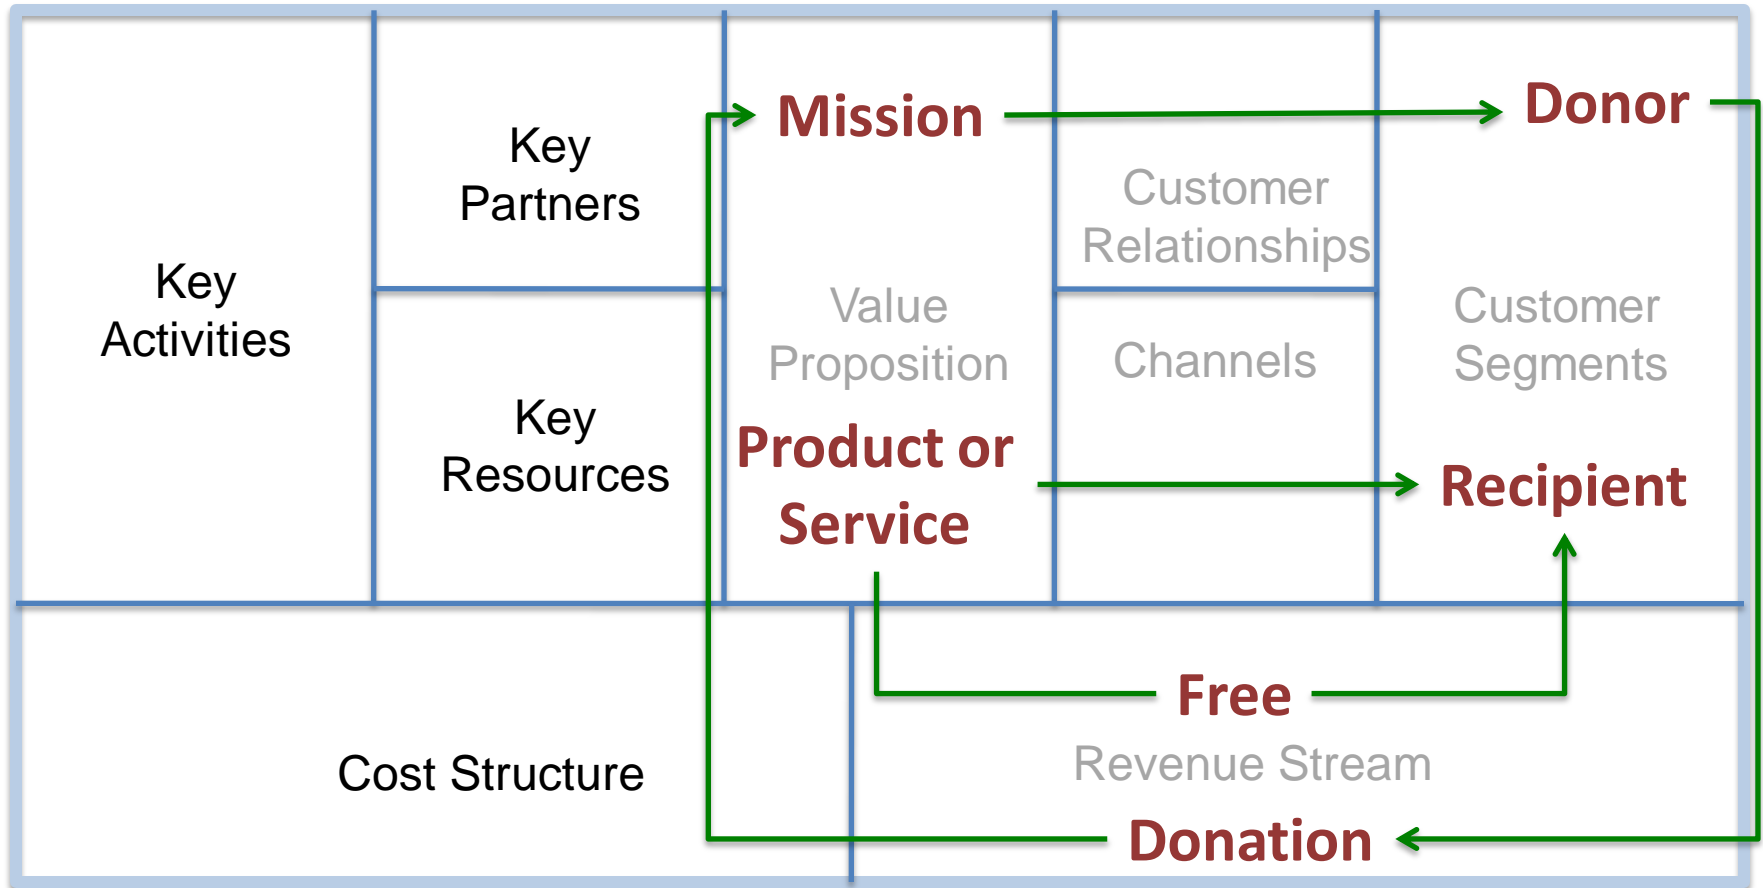 Key
Activities
Key
Partners
Key
Resources
Mission
Value
Proposition
Product or
Service
Customer
Relationships
Channels
Donor
Customer
Segments
Recipient
Cost Structure
Free
Revenue Stream
Donation